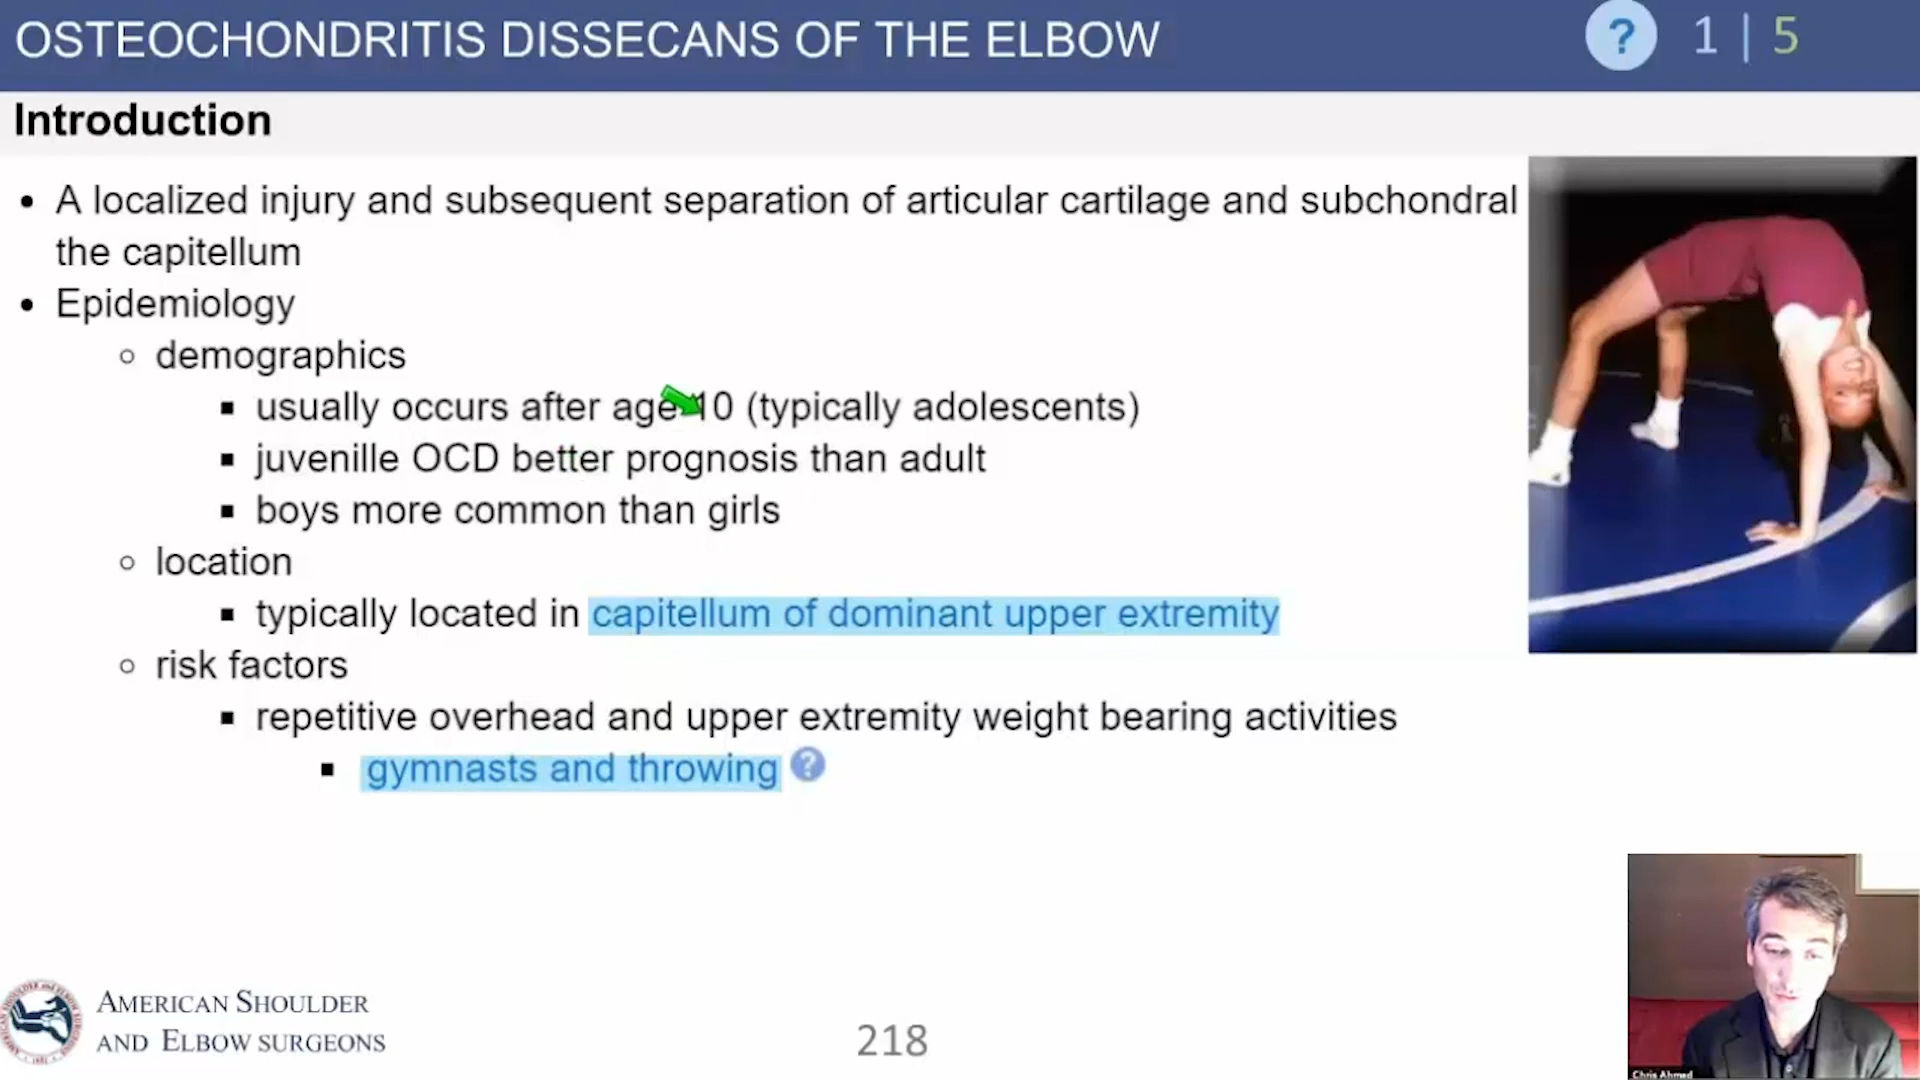 OSTEOCHONDRITIS DISSECANS OF THE ELBOW
? 1 | 5
Introduction
• A localized injury and subsequent separation of articular cartilage and subchondral
the capitellum
• Epidemiology
○ demographics
▪ usually occurs after age 10 (typically adolescents)
▪ juvenille OCD better prognosis than adult
▪ boys more common than girls
○ location
▪ typically located in capitellum of dominant upper extremity
○ risk factors
▪ repetitive overhead and upper extremity weight bearing activities
▪ gymnasts and throwing ?
AMERICAN SHOULDER
AND ELBOW SURGEONS
218
Chris Ahmad